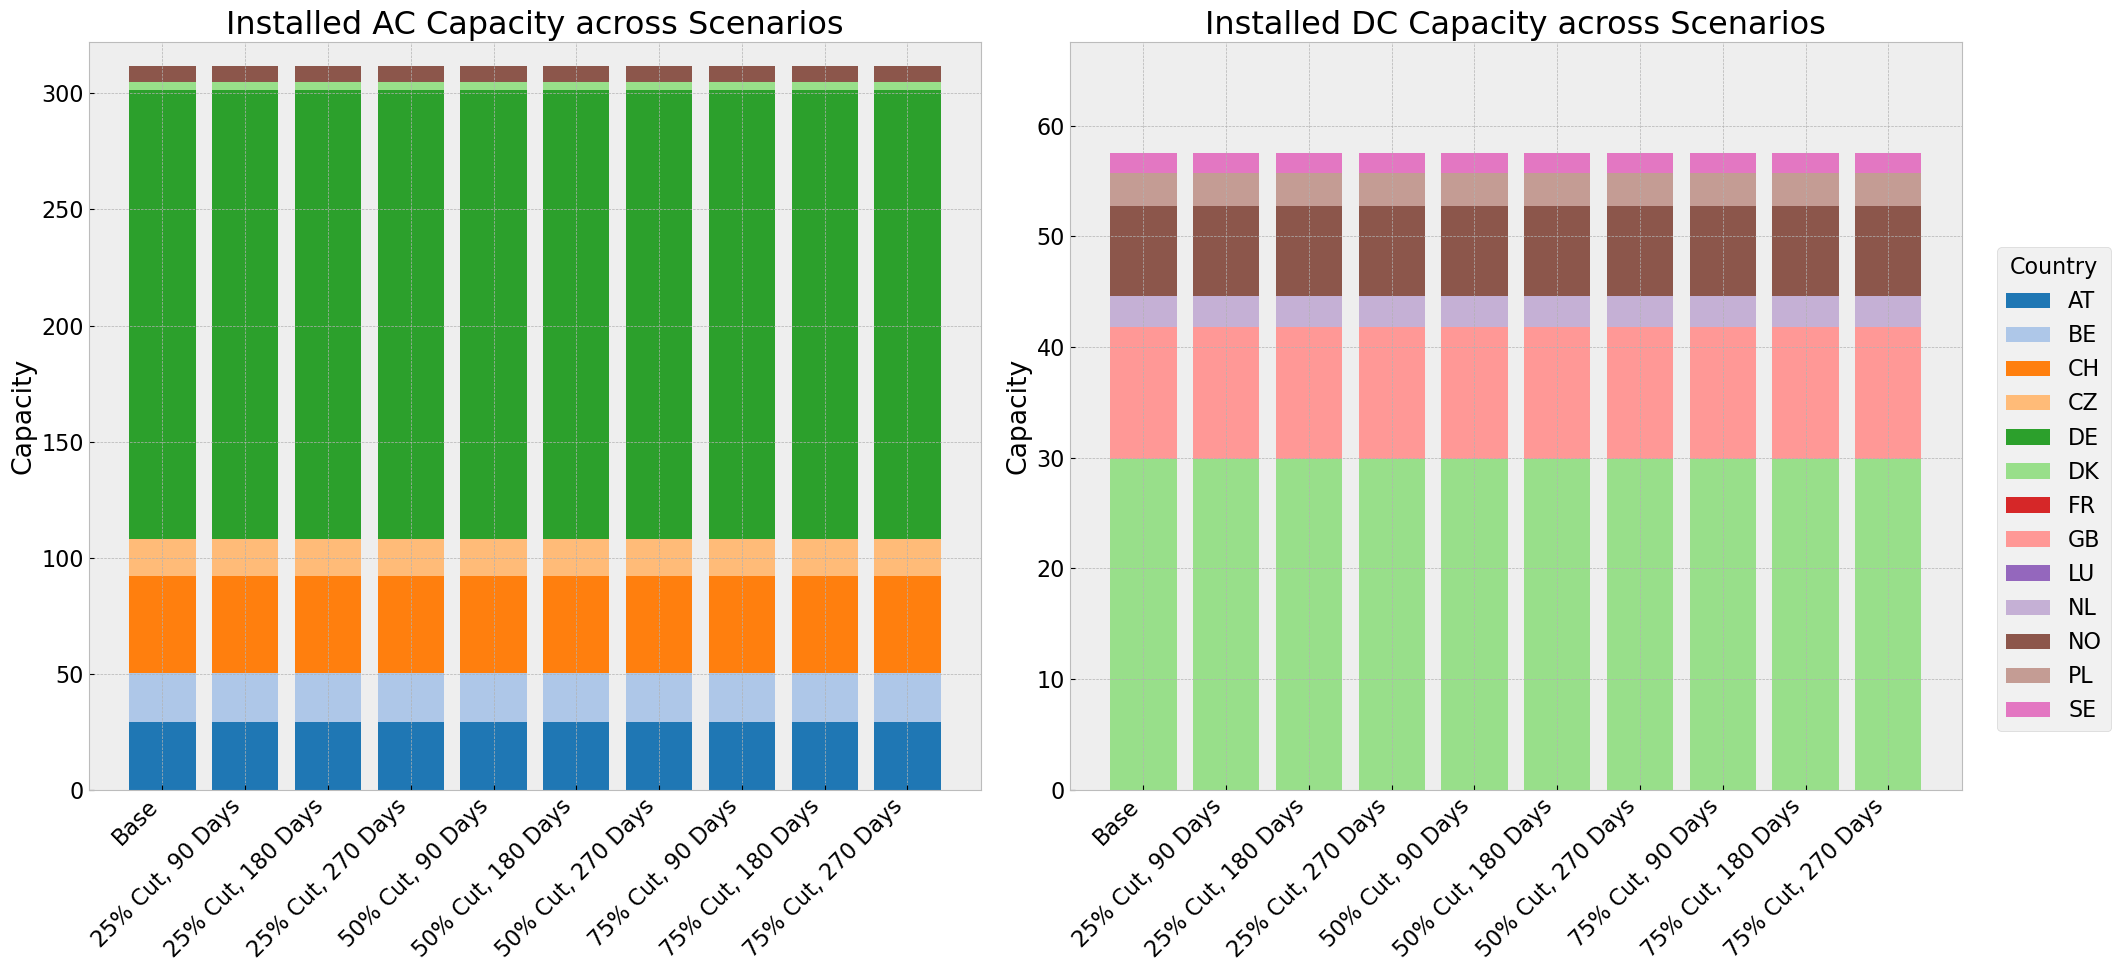 Installed AC Capacity across Scenarios
Capacity
300
250
200
150
100
50
0
Base
25% Cut, 90 Days
25% Cut, 180 Days
25% Cut, 270 Days
50% Cut, 90 Days
50% Cut, 180 Days
50% Cut, 270 Days
75% Cut, 90 Days
75% Cut, 180 Days
75% Cut, 270 Days
Installed DC Capacity across Scenarios
Capacity
60
50
40
30
20
10
0
Base
25% Cut, 90 Days
25% Cut, 180 Days
25% Cut, 270 Days
50% Cut, 90 Days
50% Cut, 180 Days
50% Cut, 270 Days
75% Cut, 90 Days
75% Cut, 180 Days
75% Cut, 270 Days
Country
AT
BE
CH
CZ
DE
DK
FR
GB
LU
NL
NO
PL
SE